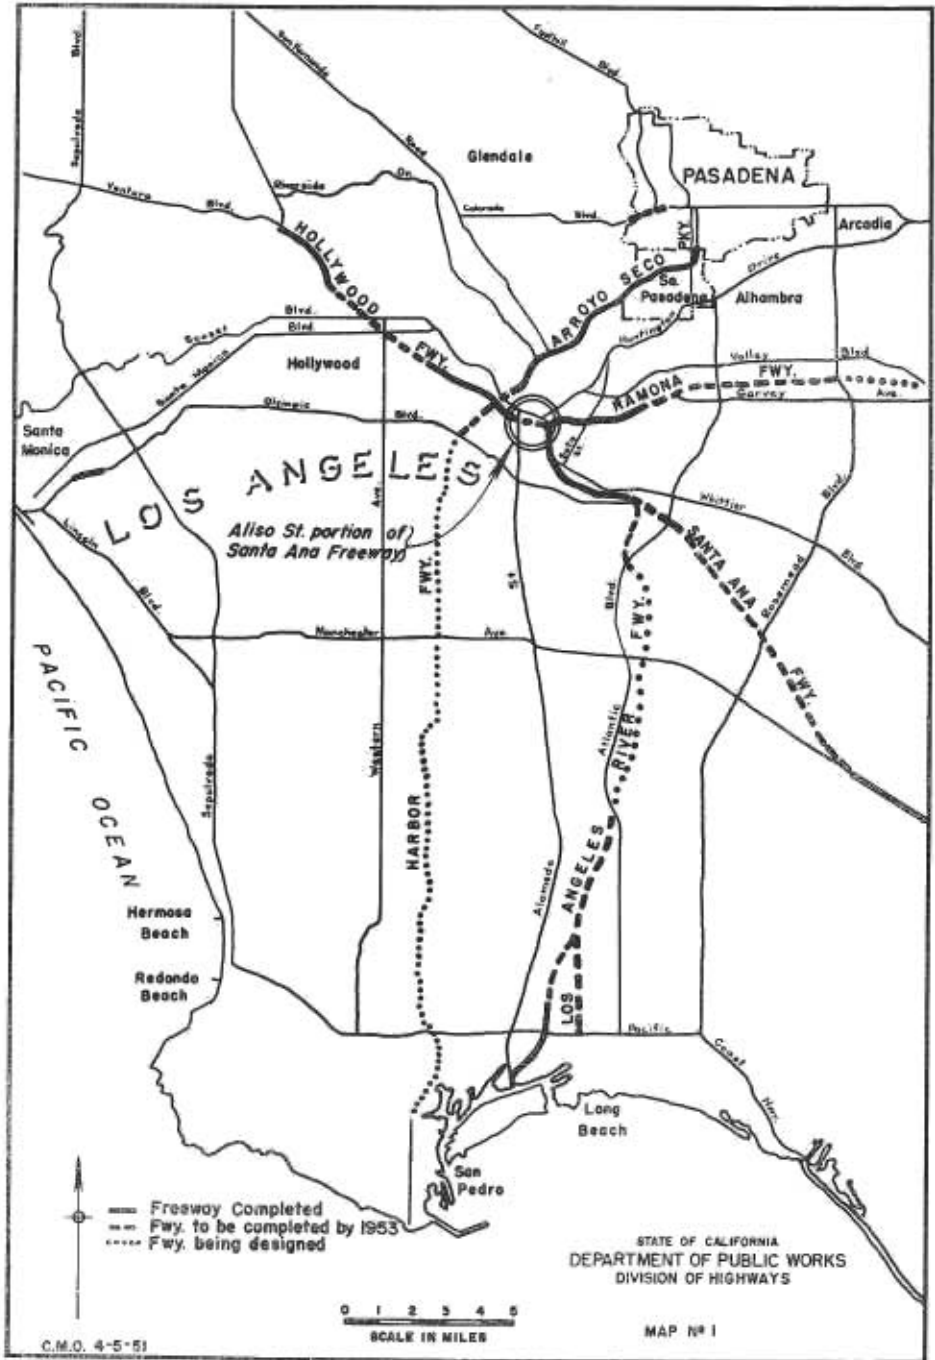 Sepulveda Blvd.
San Fernando Road
Foothill Blvd.
Glendale
PASADENA
Riverside Dr.
Ventura Blvd.
Colorado Blvd.
Arcadia
HOLLYWOOD FWY.
ARROYO SECO PKY.
So. Pasadena
Drive
Alhambra
Huntington
Sunset Blvd.
Santa Monica Blvd.
Hollywood
Valley Blvd
RAMONA FWY.
Garvey Ave.
Olympic Blvd.
Santa
Monica
LOS ANGELES
Soto St.
Aliso St. portion of
Santa Ana Freeway
Whittier Blvd.
SANTA ANA FWY.
Rosemead Blvd.
Lincoln Blvd.
Manchester Ave.
Western Ave.
HARBOR FWY.
Alameda St
Atlantic Blvd.
LOS ANGELES RIVER FWY.
Sepulveda
PACIFIC OCEAN
Hermosa
Beach
Redondo
Beach
Pacific Coast Hwy.
Long
Beach
San
Pedro
Freeway Completed
Fwy. to be completed by 1953
Fwy. being designed
STATE OF CALIFORNIA
DEPARTMENT OF PUBLIC WORKS
DIVISION OF HIGHWAYS
0 1 2 3 4 5
SCALE IN MILES
MAP Nº 1
C.M.O. 4-5-51